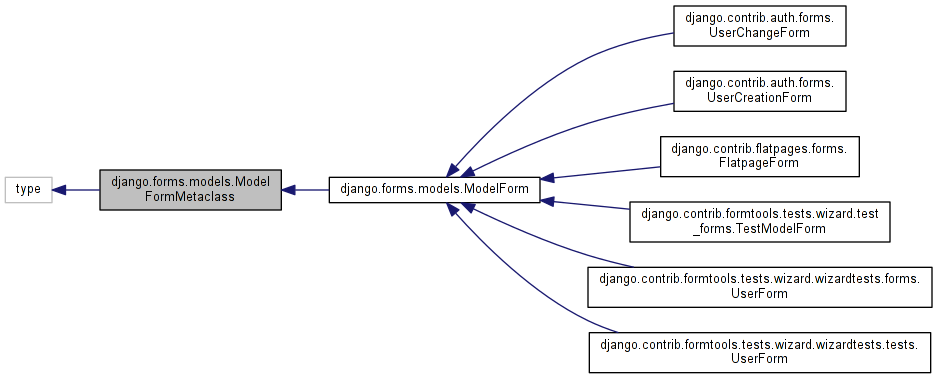 type
django.forms.models.Model
FormMetaclass
django.forms.models.ModelForm
django.contrib.auth.forms.
UserChangeForm
django.contrib.auth.forms.
UserCreationForm
django.contrib.flatpages.forms.
FlatpageForm
django.contrib.formtools.tests.wizard.test
_forms.TestModelForm
django.contrib.formtools.tests.wizard.wizardtests.forms.
UserForm
django.contrib.formtools.tests.wizard.wizardtests.tests.
UserForm